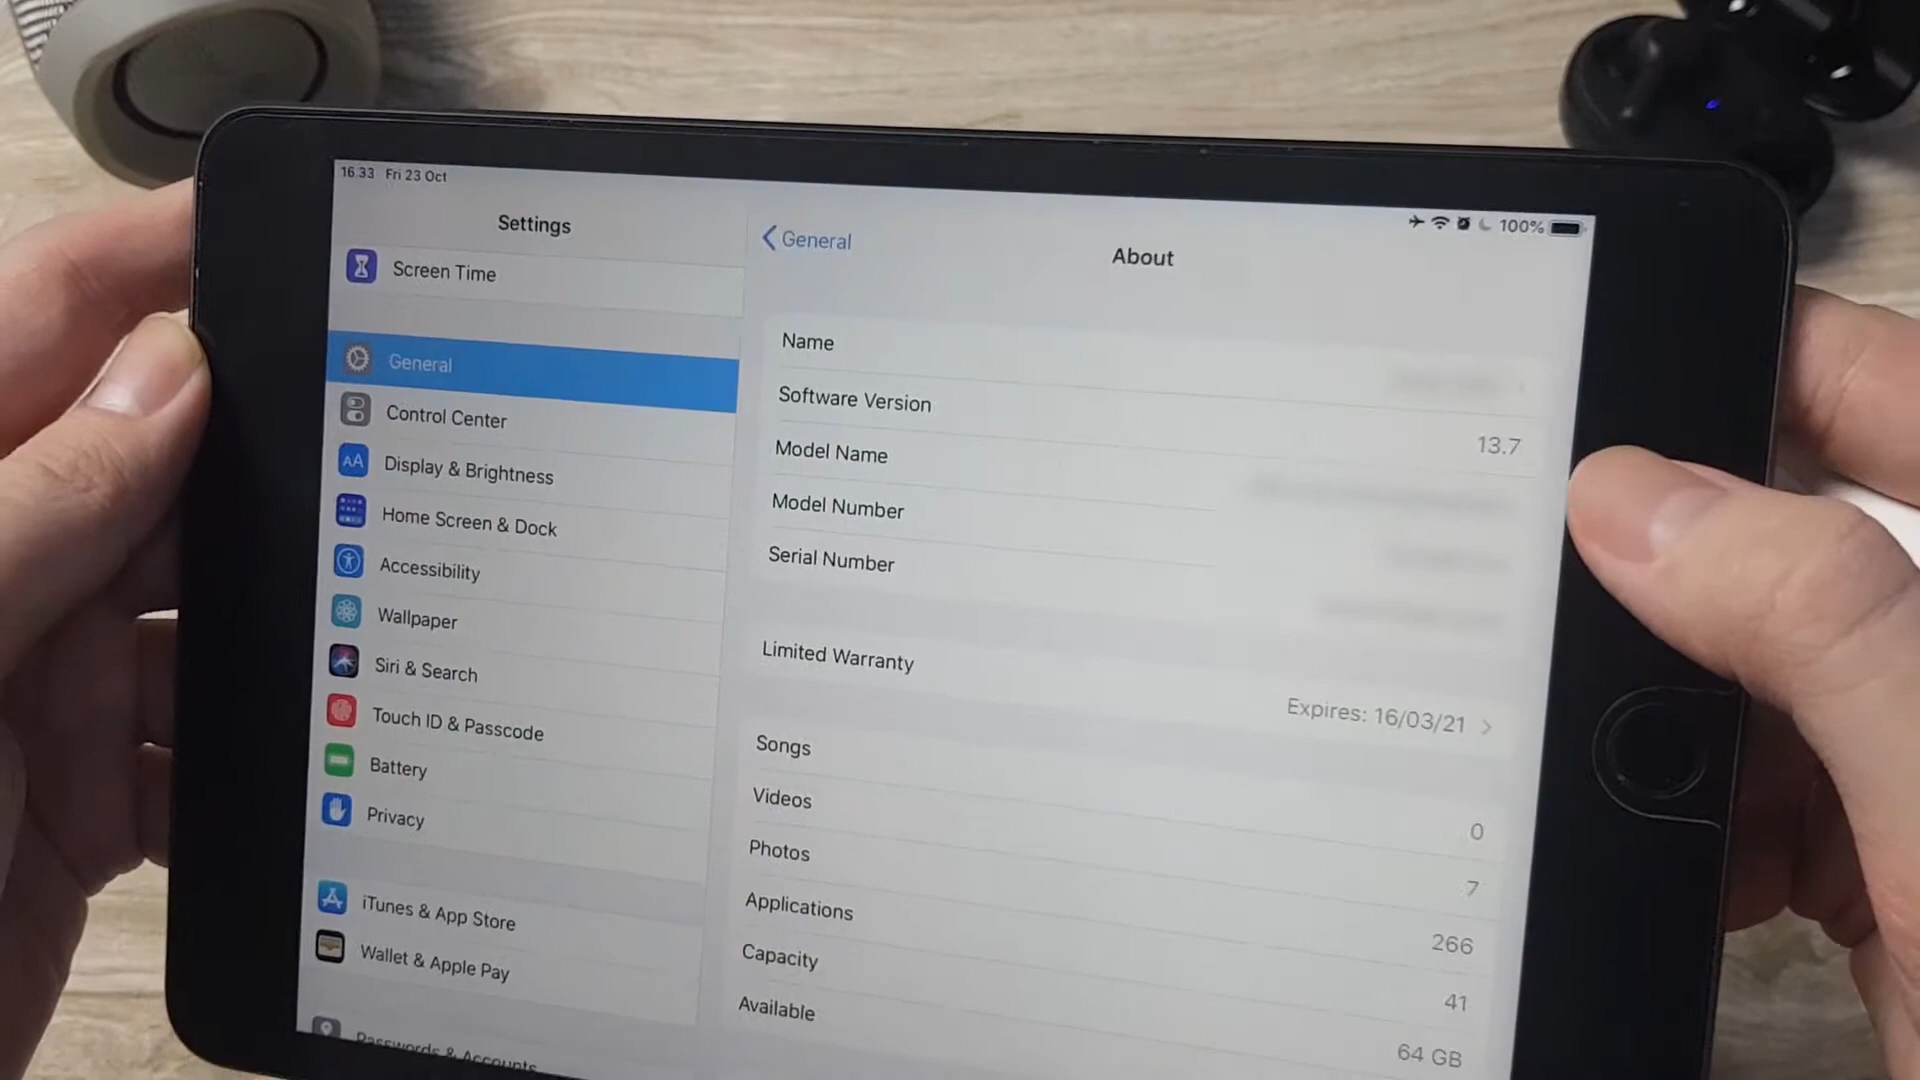 16.33 Fri 23 Oct
100%
Settings
Screen Time
General
Control Center
AA
Display & Brightness
Home Screen & Dock
Accessibility
Wallpaper
Siri & Search
Touch ID & Passcode
Battery
Privacy
iTunes & App Store
Wallet & Apple Pay
Passwords & Accounts
General
About
Name
Software Version 13.7
Model Name
Model Number
Serial Number
Limited Warranty Expires: 16/03/21
Songs 0
Videos 7
Photos 266
Applications 41
Capacity 64 GB
Available